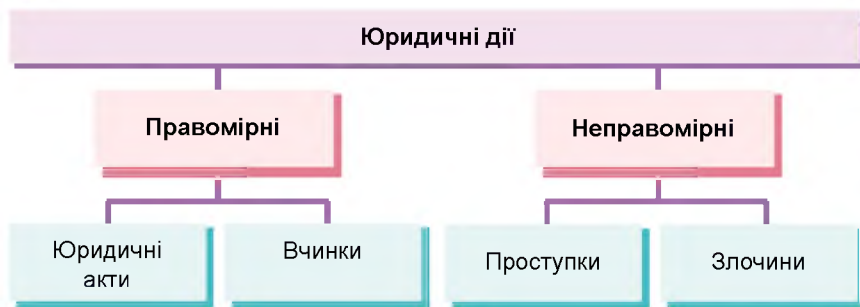 Юридичні дії
Правомірні
Неправомірні
Юридичні
акти
Вчинки
Проступки
Злочини